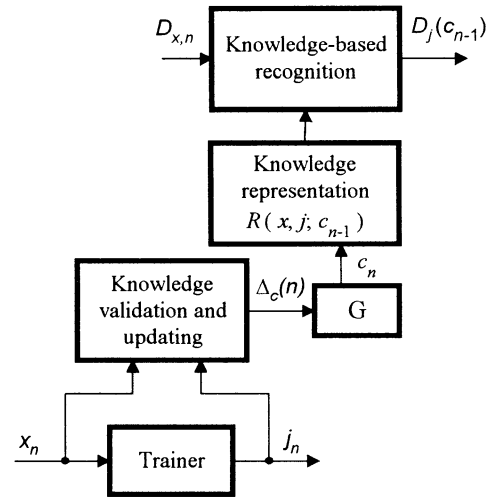 D_{x,n}
Knowledge-based
recognition
D_j(c_{n-1})
Knowledge
representation
R( x, j; c_{n-1} )
c_n
Knowledge
validation and
updating
Δ_c(n)
G
x_n
Trainer
j_n